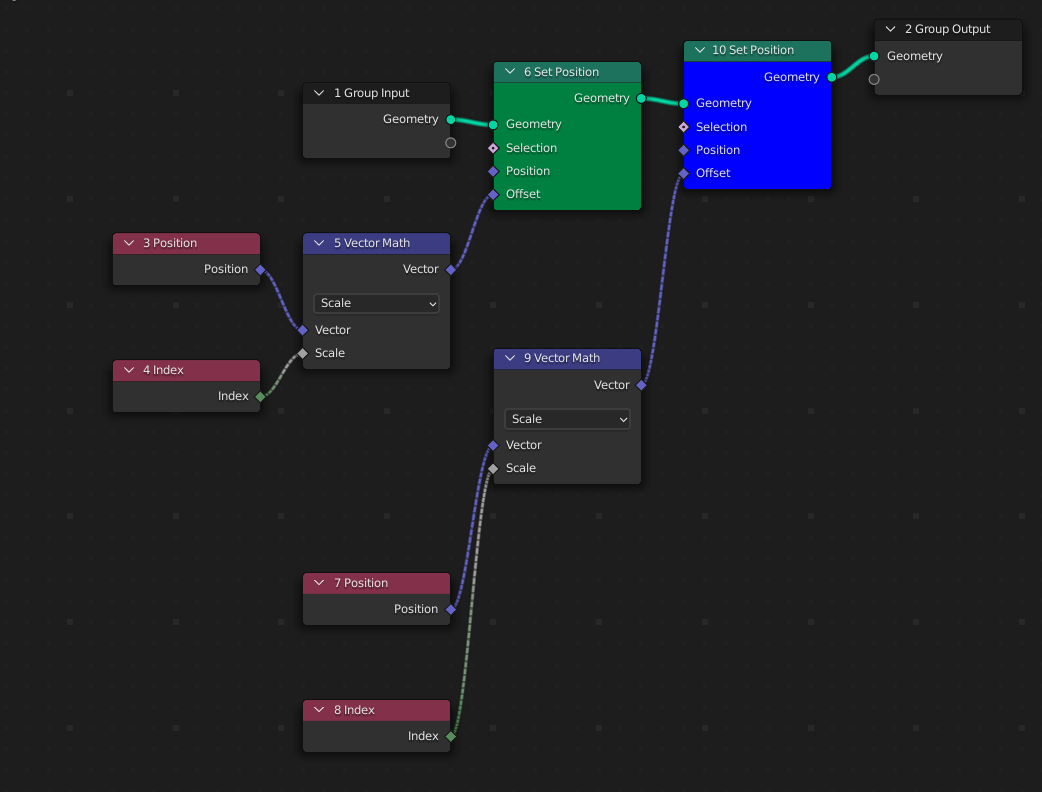 1 Group Input
Geometry
6 Set Position
Geometry
Geometry
Selection
Position
Offset
10 Set Position
Geometry
Geometry
Selection
Position
Offset
2 Group Output
Geometry
3 Position
Position
4 Index
Index
5 Vector Math
Vector
Scale
Vector
Scale
9 Vector Math
Vector
Scale
Vector
Scale
7 Position
Position
8 Index
Index